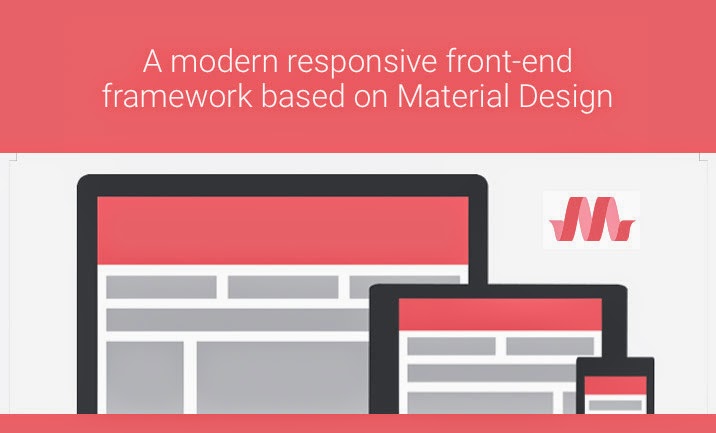 A modern responsive front-end
framework based on Material Design